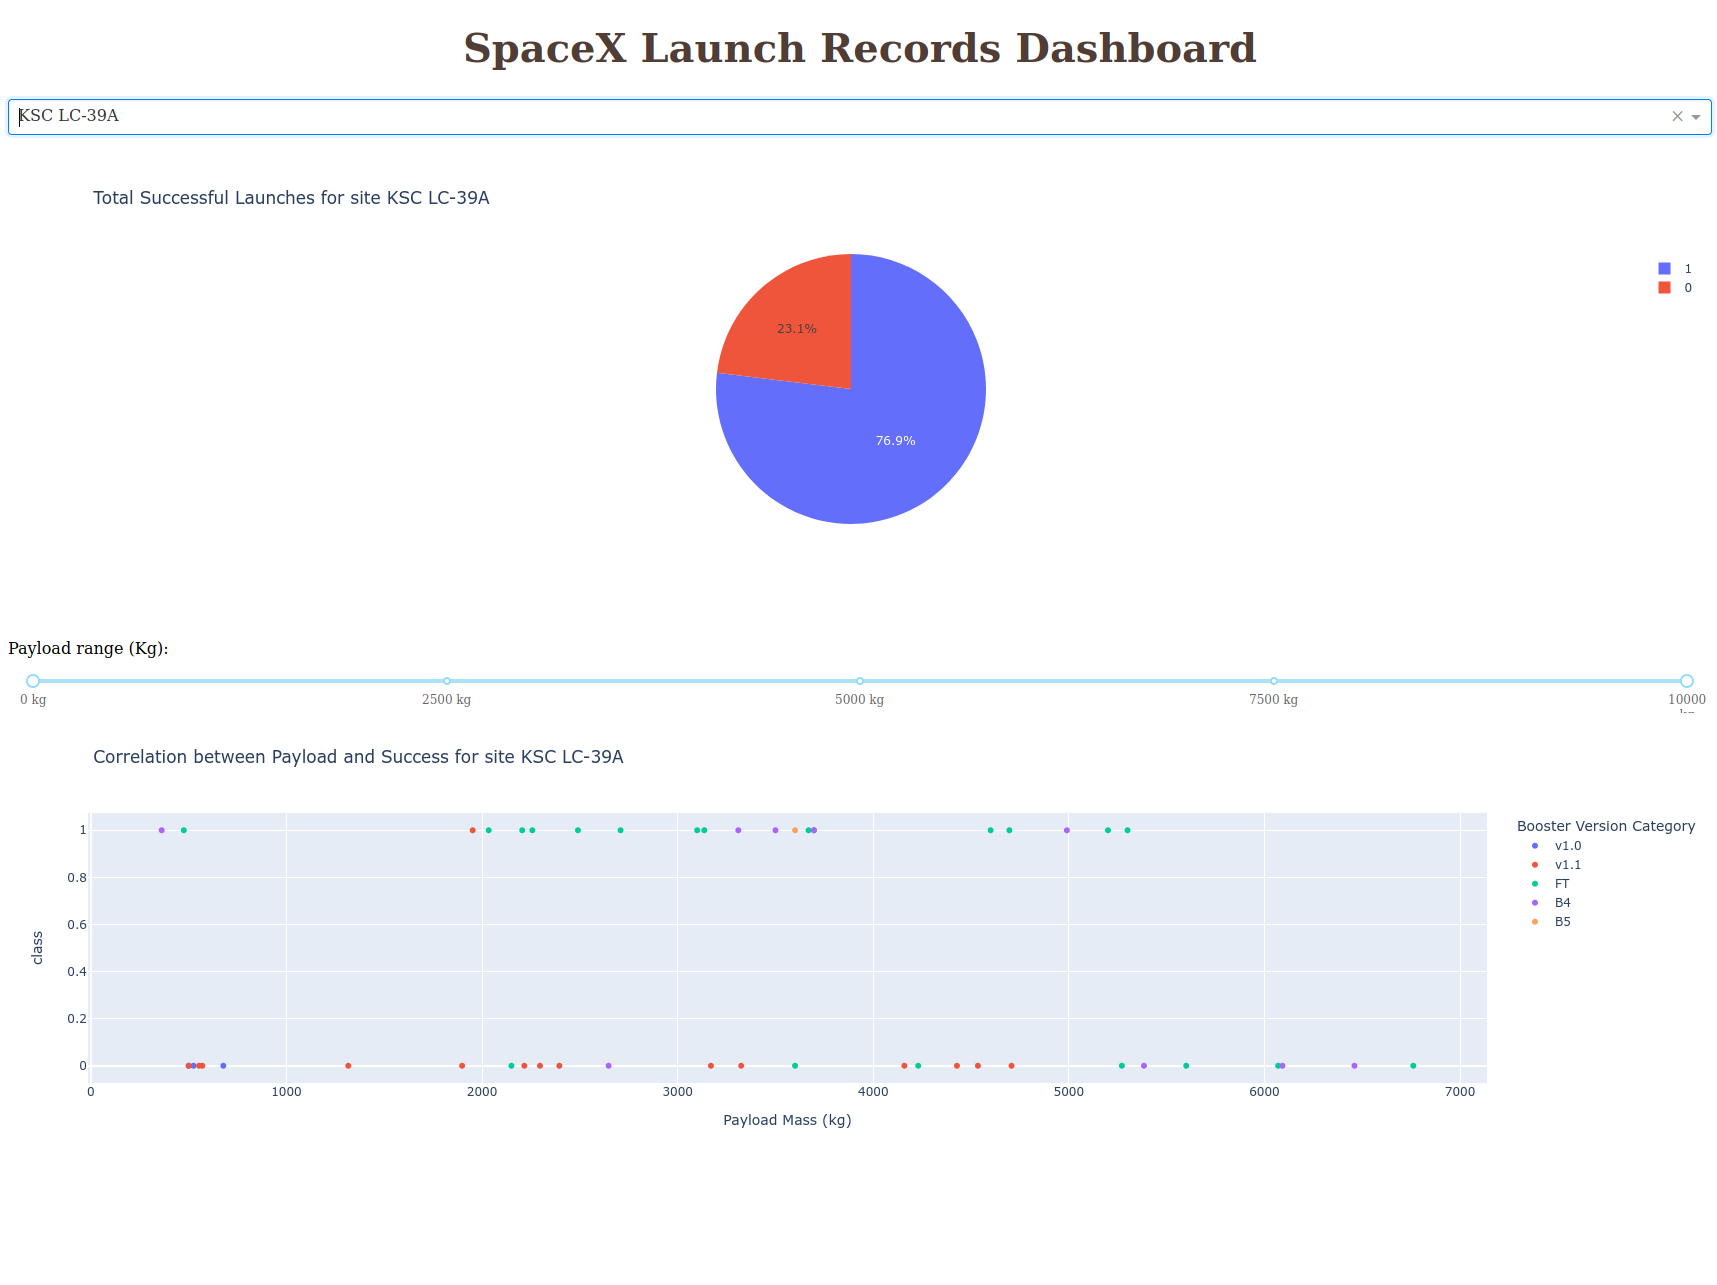 SpaceX Launch Records Dashboard
KSC LC-39A
Total Successful Launches for site KSC LC-39A
1
0
23.1%
76.9%
Payload range (Kg):
0 kg
2500 kg
5000 kg
7500 kg
10000
Correlation between Payload and Success for site KSC LC-39A
Booster Version Category
v1.0
v1.1
FT
B4
B5
class
1
0.8
0.6
0.4
0.2
0
0
1000
2000
3000
4000
5000
6000
7000
Payload Mass (kg)